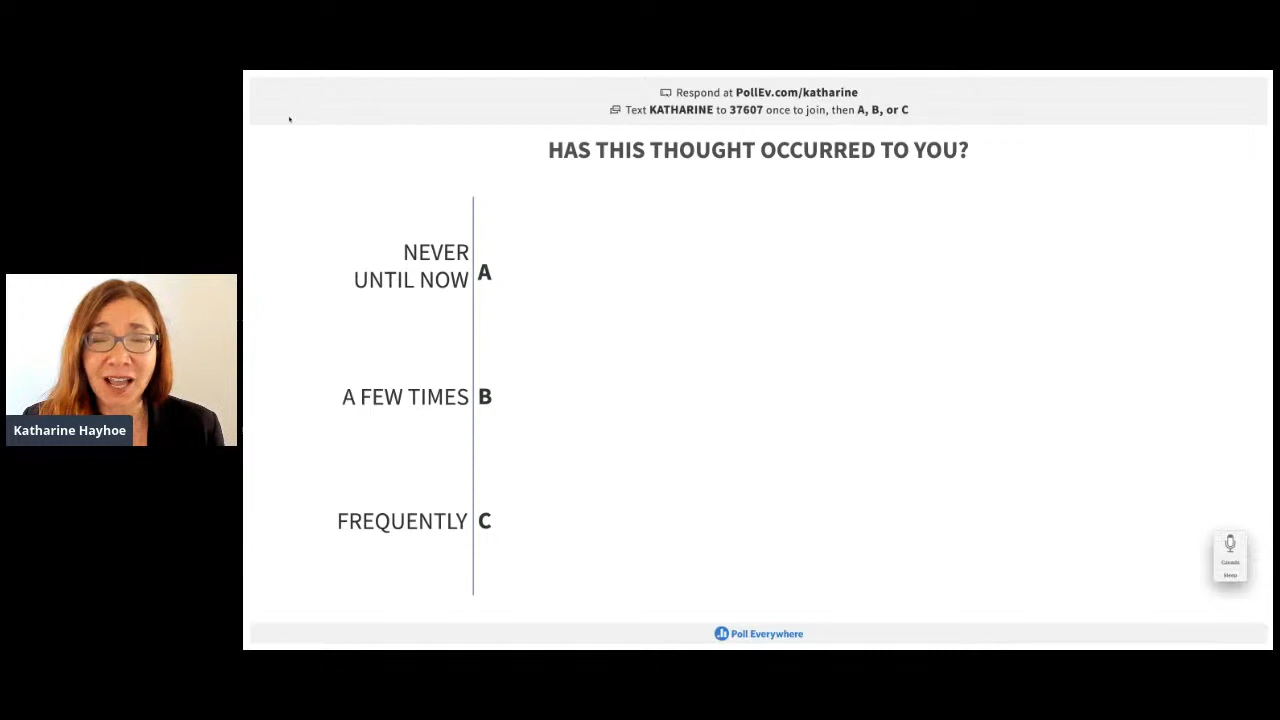 Respond at PollEv.com/katharine
Text KATHARINE to 37607 once to join, then A, B, or C
HAS THIS THOUGHT OCCURRED TO YOU?
NEVER
UNTIL NOW
A
A FEW TIMES B
FREQUENTLY C
Katharine Hayhoe
Canada
Poll Everywhere